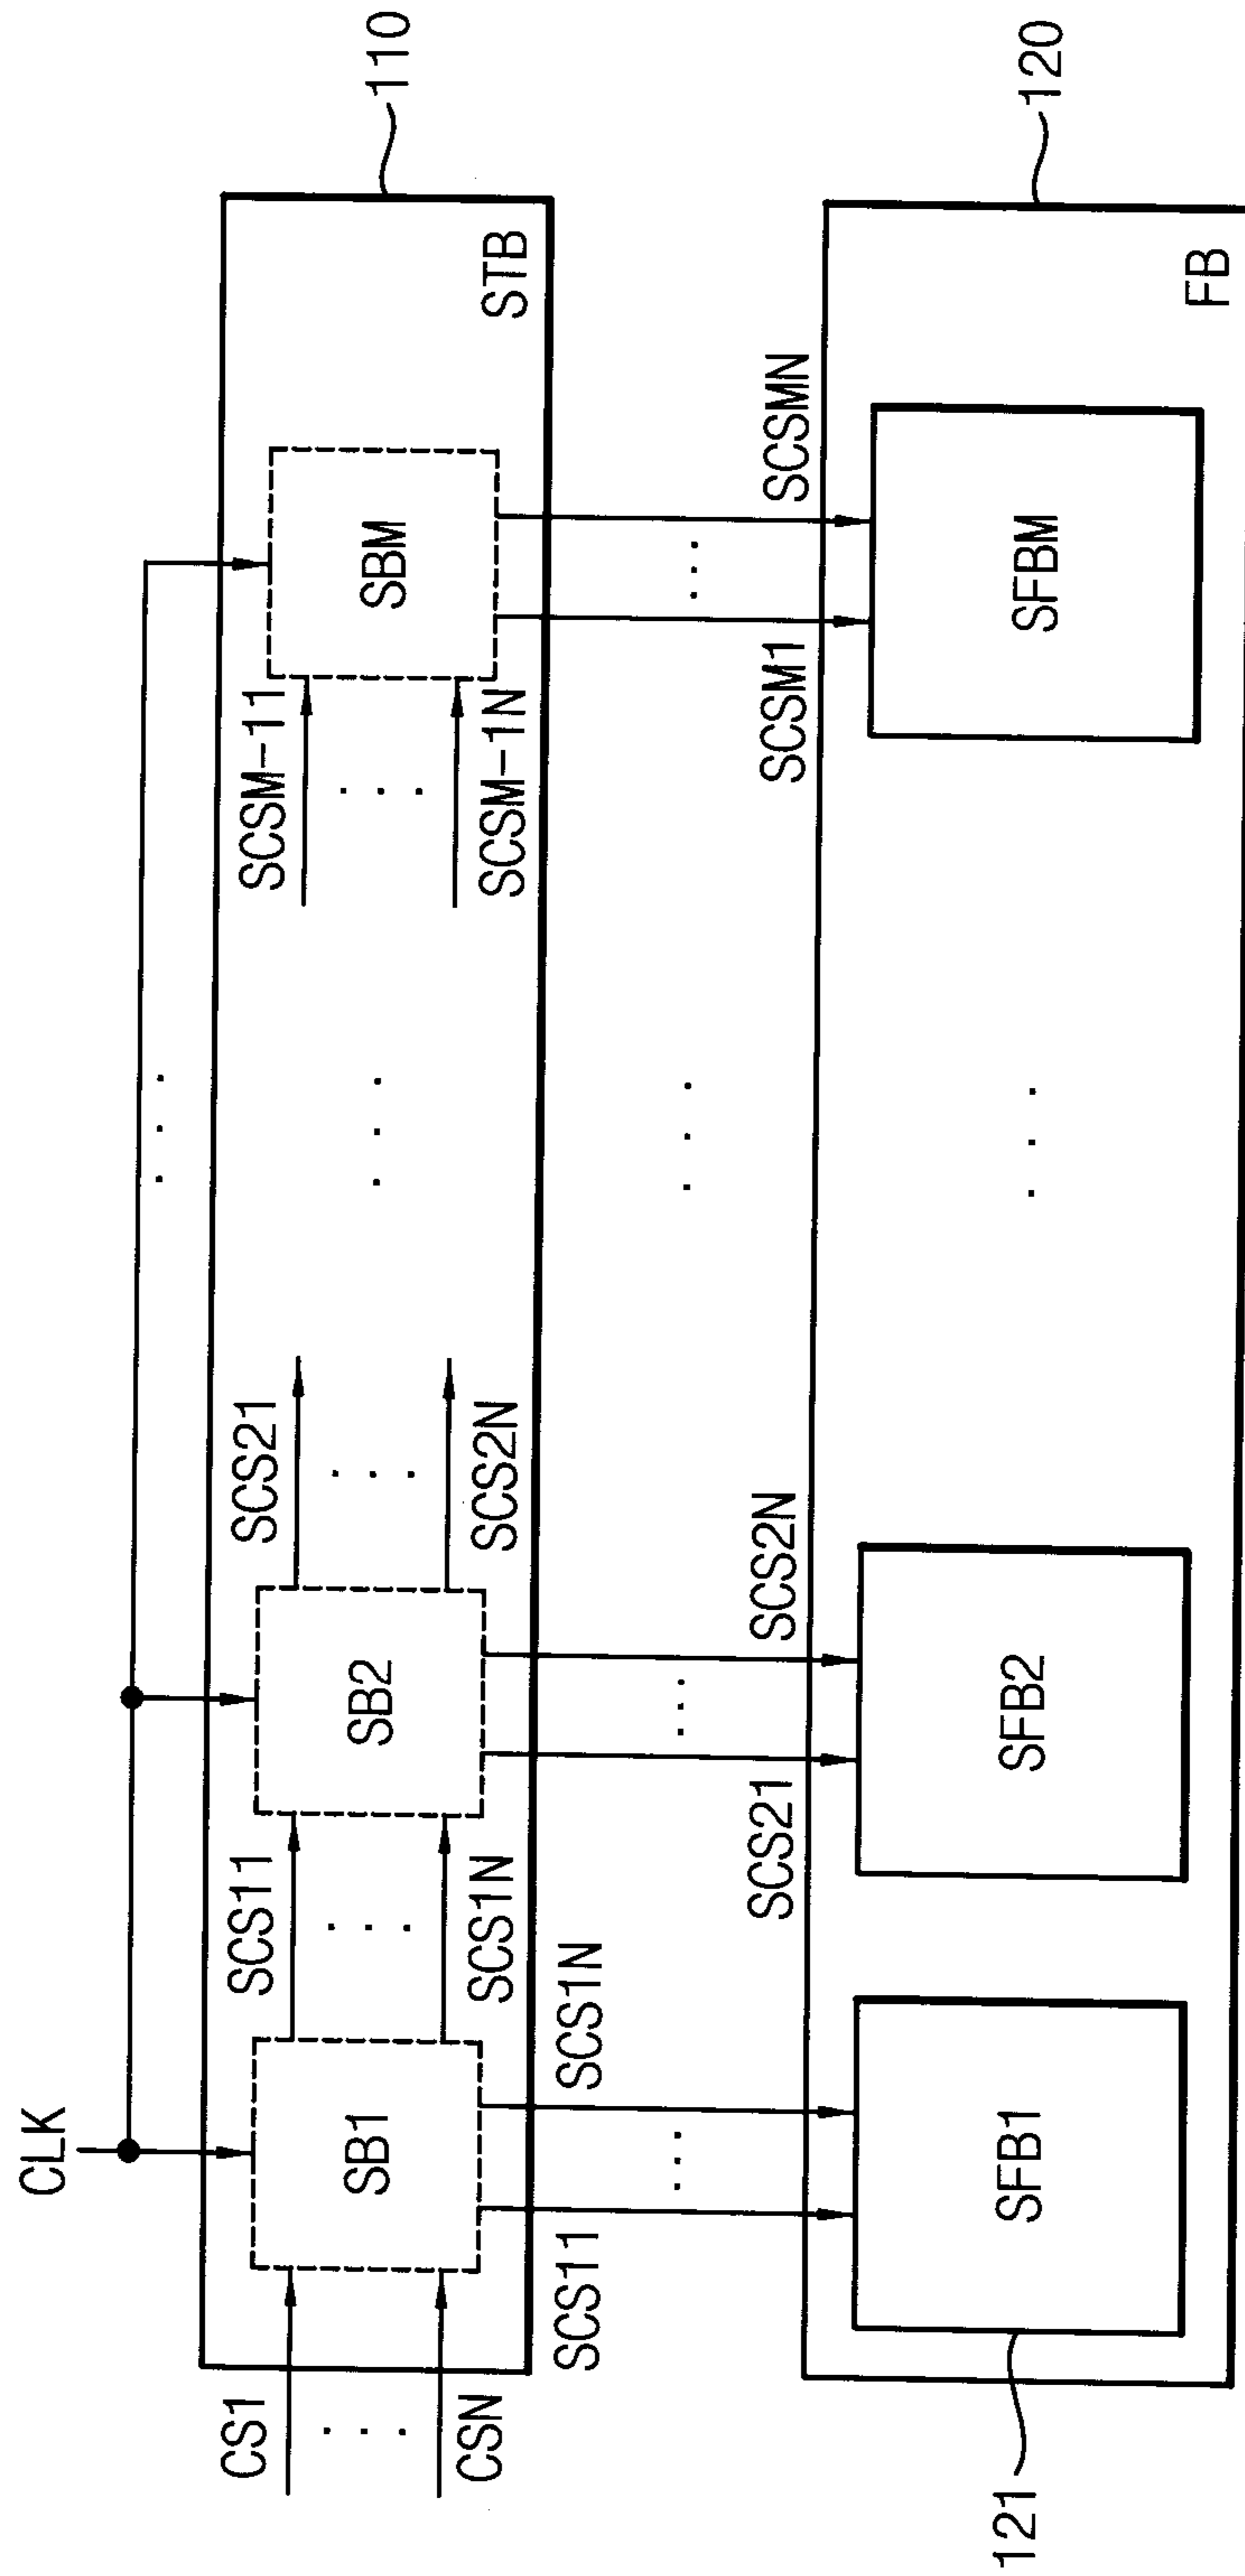 CLK
110
CS1
. . .
CSN
SB1
SCS11
. . .
SCS1N
SB2
SCS21
. . .
SCS2N
. . .
. . .
SCSM-11
. . .
SCSM-1N
SBM
STB
SCS11
. . .
SCS1N
SCS21
. . .
SCS2N
. . .
SCSM1
. . .
SCSMN
120
121
SFB1
SFB2
. . .
SFBM
FB